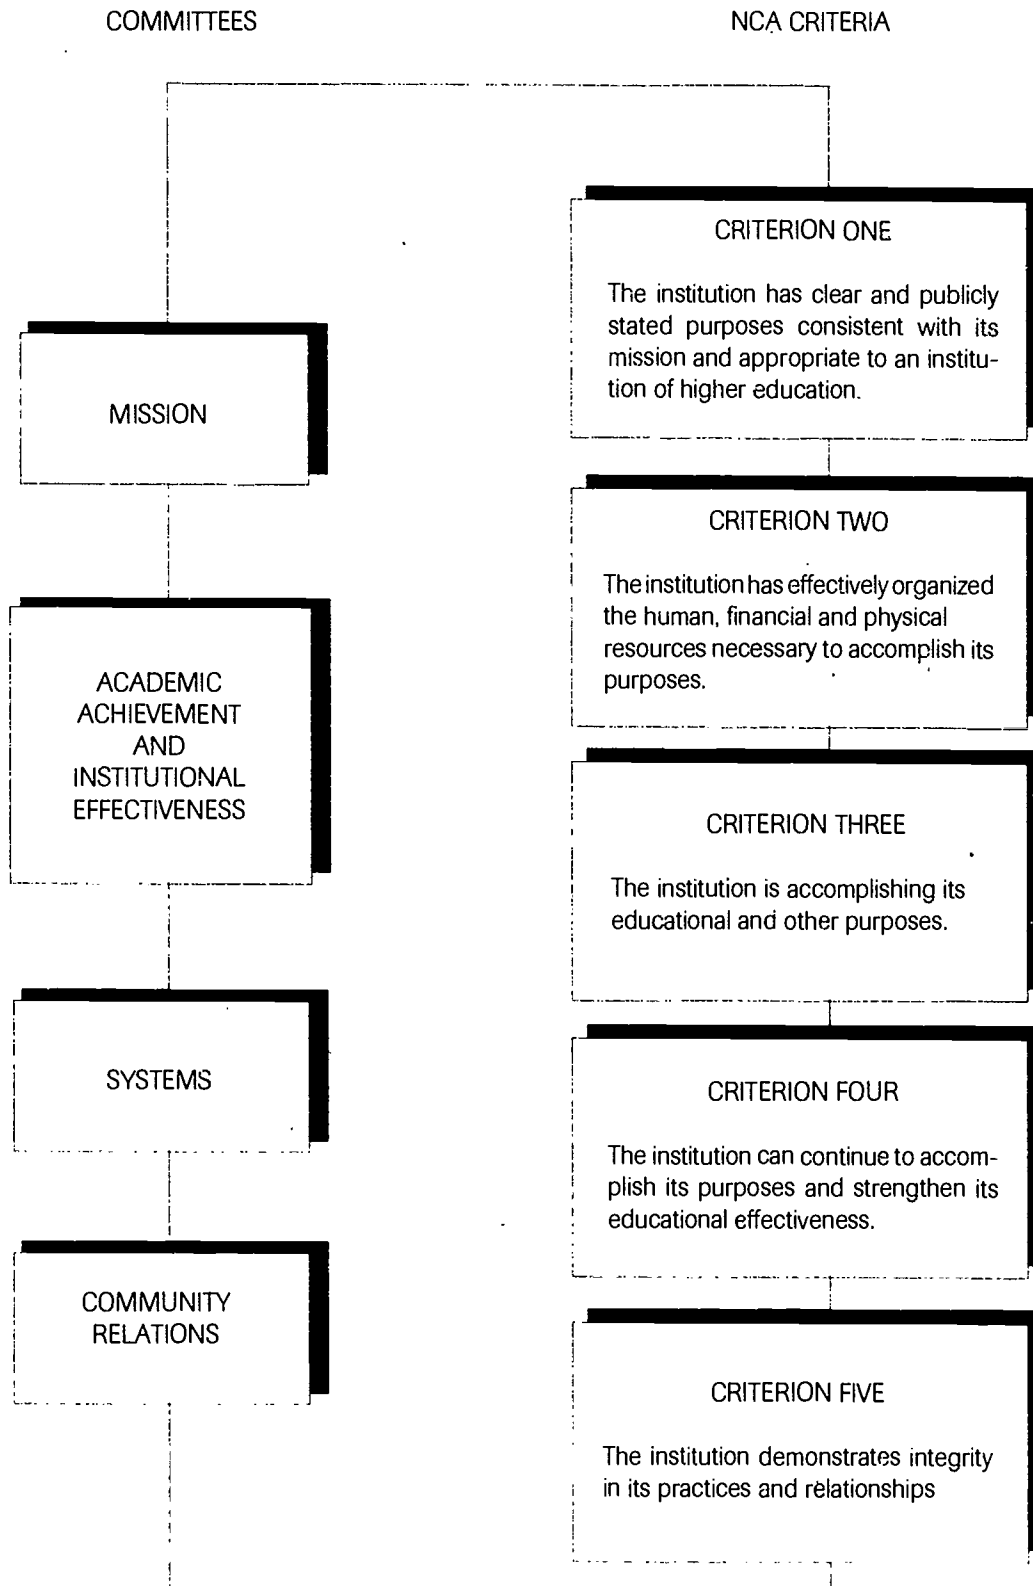 COMMITTEES
NCA CRITERIA
MISSION
ACADEMIC
ACHIEVEMENT
AND
INSTITUTIONAL
EFFECTIVENESS
SYSTEMS
COMMUNITY
RELATIONS
CRITERION ONE
The institution has clear and publicly
stated purposes consistent with its
mission and appropriate to an institu-
tion of higher education.
CRITERION TWO
The institution has effectively organized
the human, financial and physical
resources necessary to accomplish its
purposes.
CRITERION THREE
The institution is accomplishing its
educational and other purposes.
CRITERION FOUR
The institution can continue to accom-
plish its purposes and strengthen its
educational effectiveness.
CRITERION FIVE
The institution demonstrates integrity
in its practices and relationships